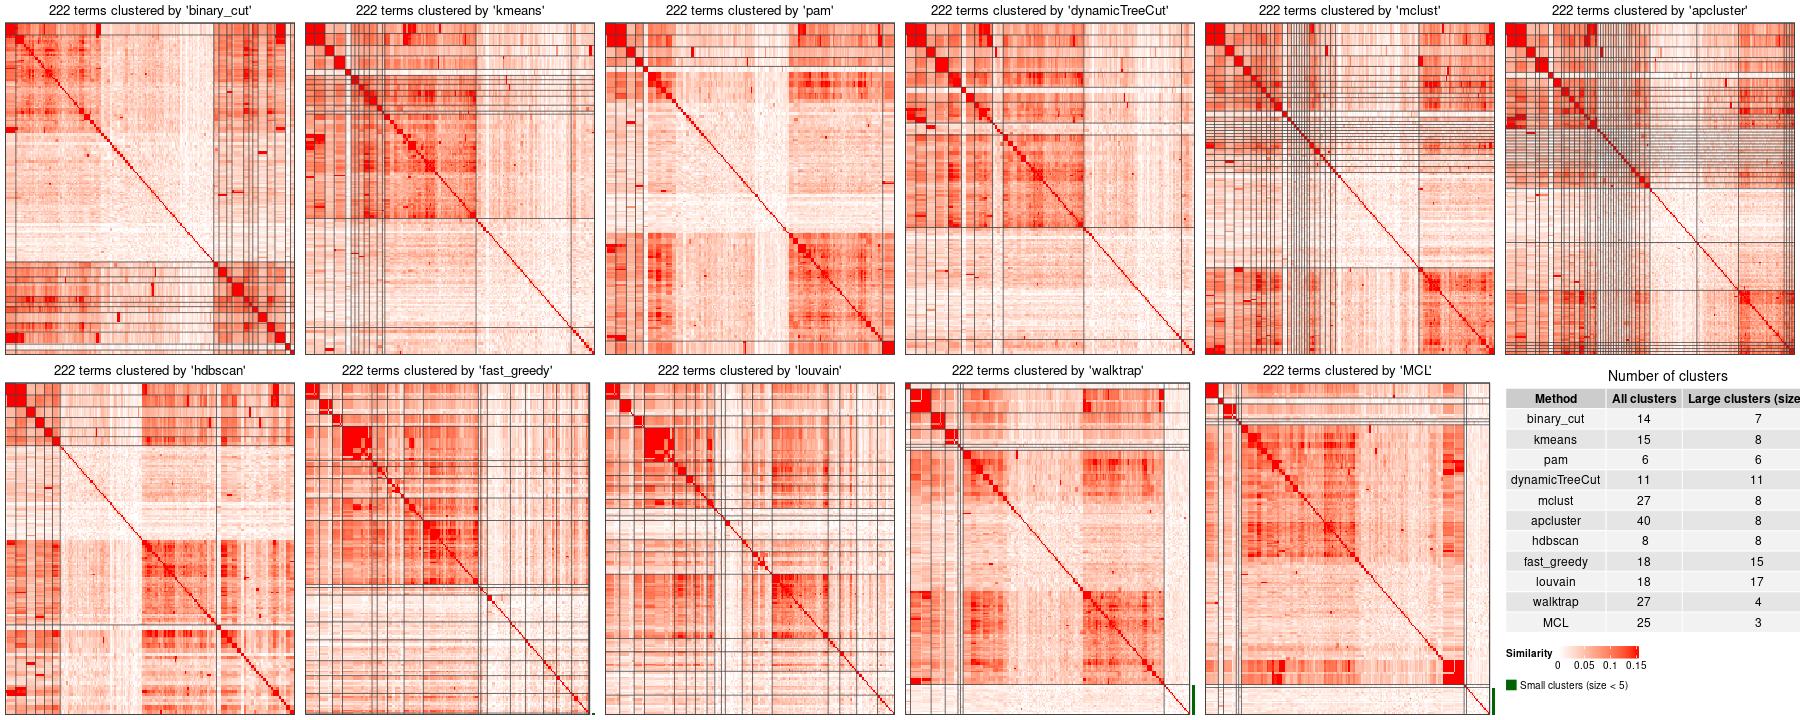 222 terms clustered by 'binary_cut'
222 terms clustered by 'kmeans'
222 terms clustered by 'pam'
222 terms clustered by 'dynamicTreeCut'
222 terms clustered by 'mclust'
222 terms clustered by 'apcluster'
222 terms clustered by 'hdbscan'
222 terms clustered by 'fast_greedy'
222 terms clustered by 'louvain'
222 terms clustered by 'walktrap'
222 terms clustered by 'MCL'
Number of clusters
Method All clusters Large clusters (size
binary_cut 14 7
kmeans 15 8
pam 6 6
dynamicTreeCut 11 11
mclust 27 8
apcluster 40 8
hdbscan 8 8
fast_greedy 18 15
louvain 18 17
walktrap 27 4
MCL 25 3
Similarity
0 0.05 0.1 0.15
Small clusters (size < 5)